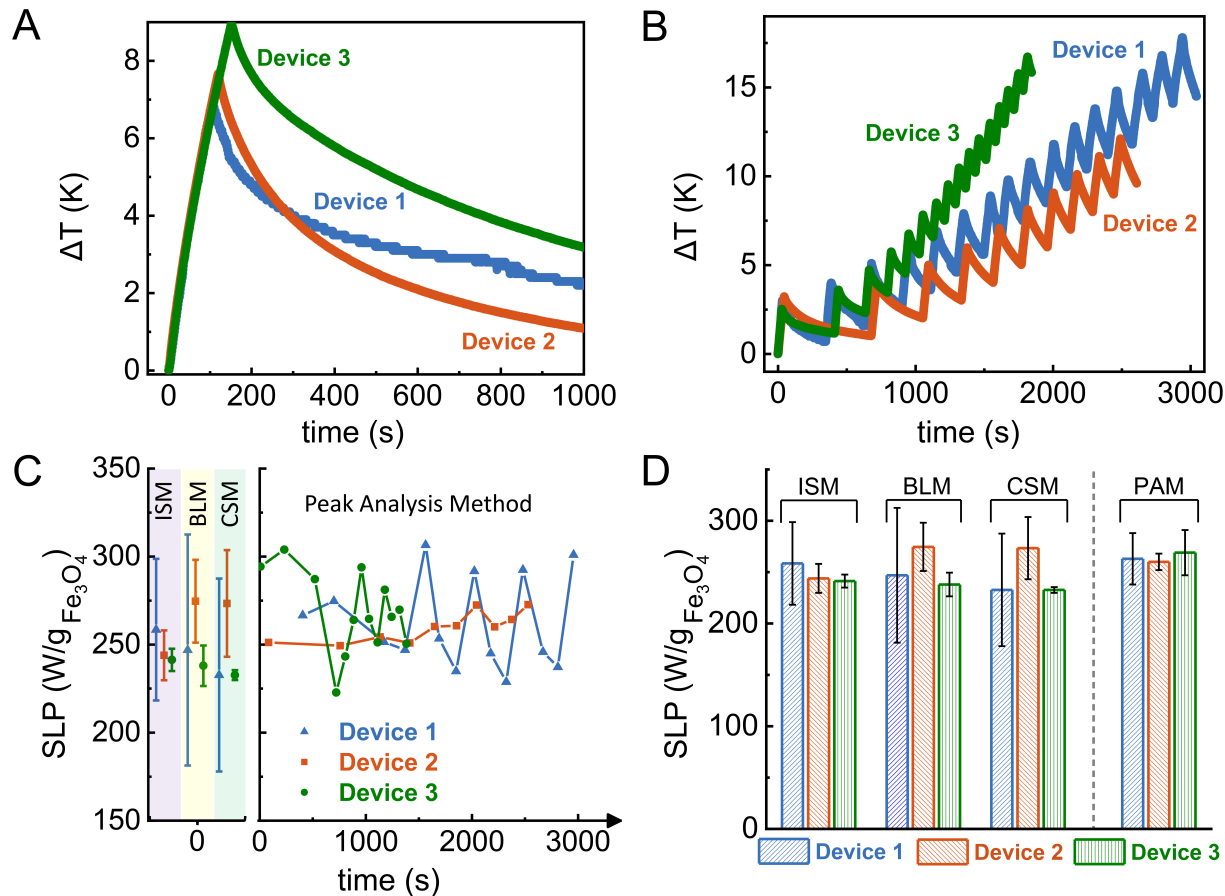 A
ΔT (K)
8
6
4
2
0
Device 3
Device 1
Device 2
0 200 400 600 800 1000
time (s)
B
ΔT (K)
15
10
5
0
Device 1
Device 3
Device 2
0 1000 2000 3000
time (s)
C
SLP (W/gFe3O4)
350
300
250
200
150
ISM
BLM
CSM
Peak Analysis Method
Device 1
Device 2
Device 3
0 0 1000 2000 3000
time (s)
D
SLP (W/gFe3O4)
300
200
100
0
ISM BLM CSM PAM
Device 1 Device 2 Device 3